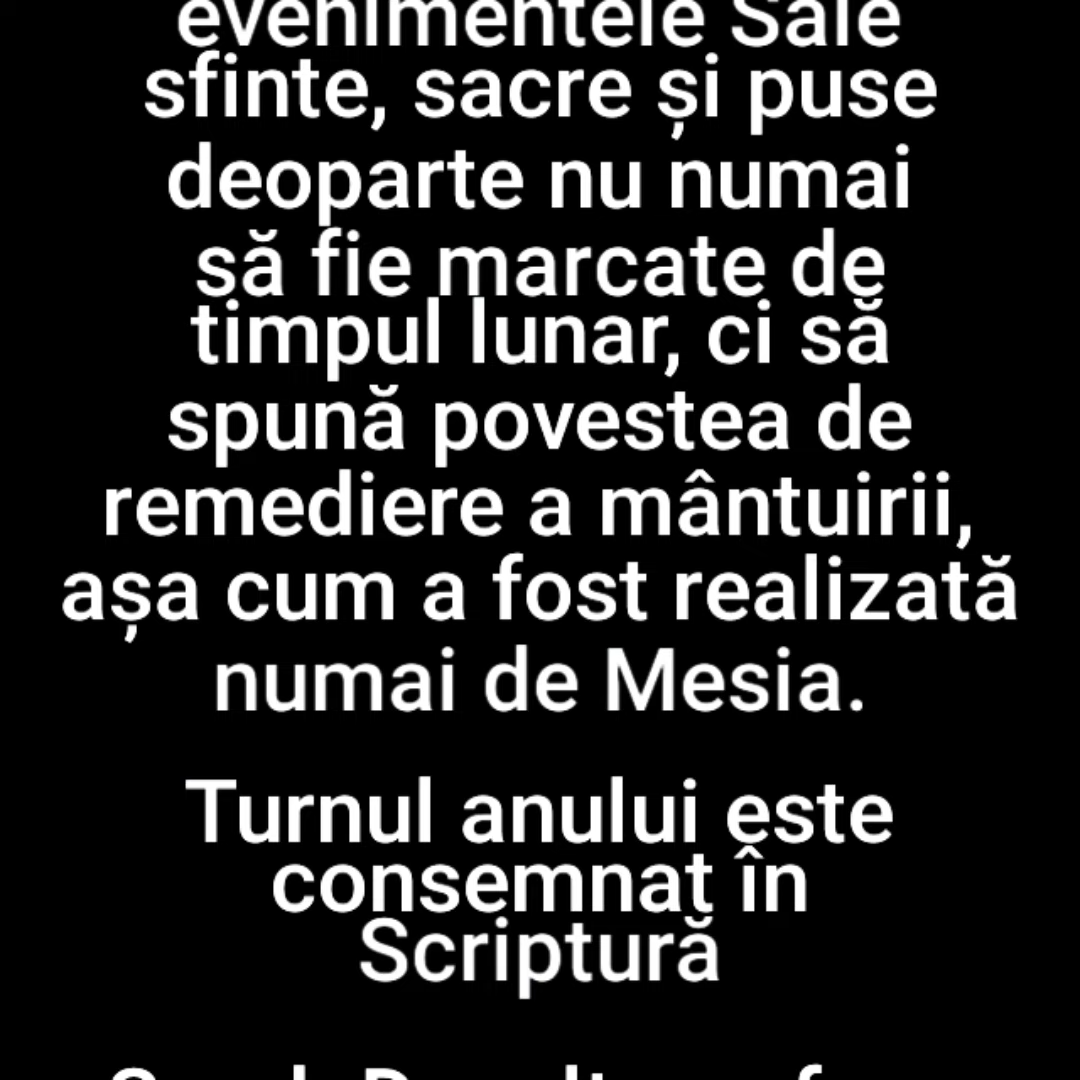 evenimentele Sale
sfinte, sacre și puse
deoparte nu numai
să fie marcate de
timpul lunar, ci să
spună povestea de
remediere a mântuirii,
așa cum a fost realizată
numai de Mesia.
Turnul anului este
consemnat în
Scriptură